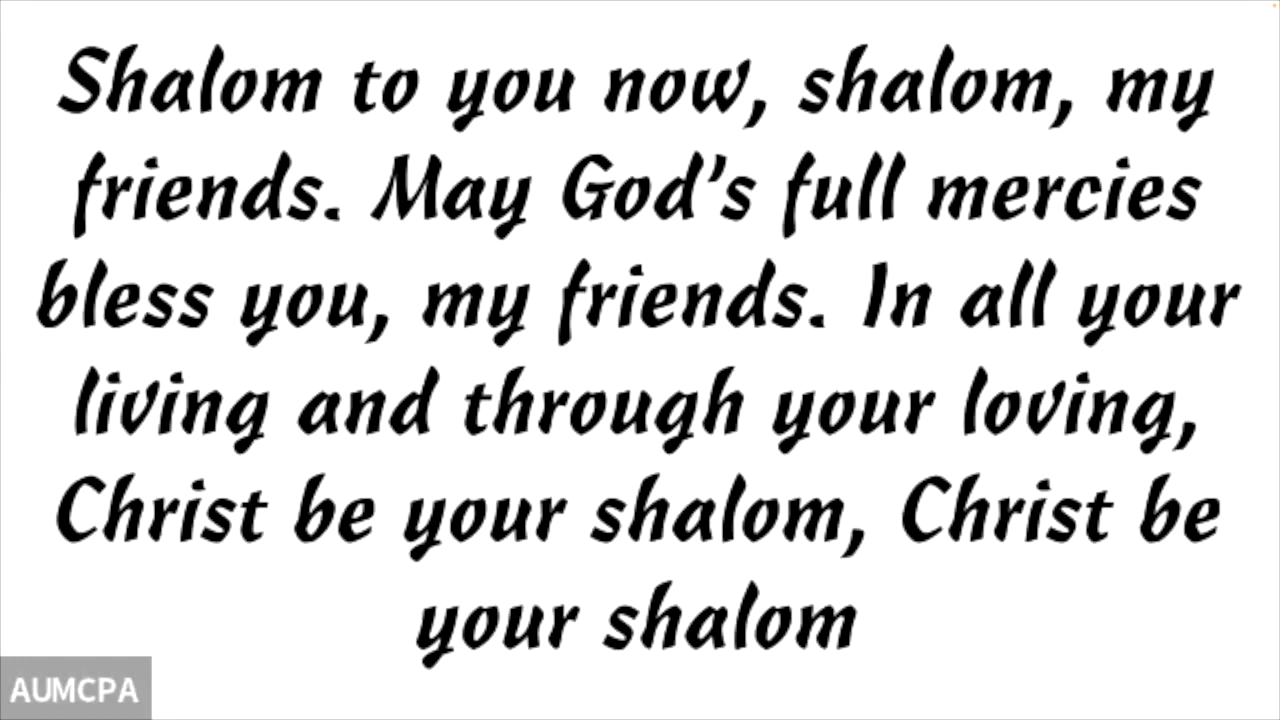 Shalom to you now, shalom, my
friends. May God’s full mercies
bless you, my friends. In all your
living and through your loving,
Christ be your shalom, Christ be
your shalom
AUMCPA